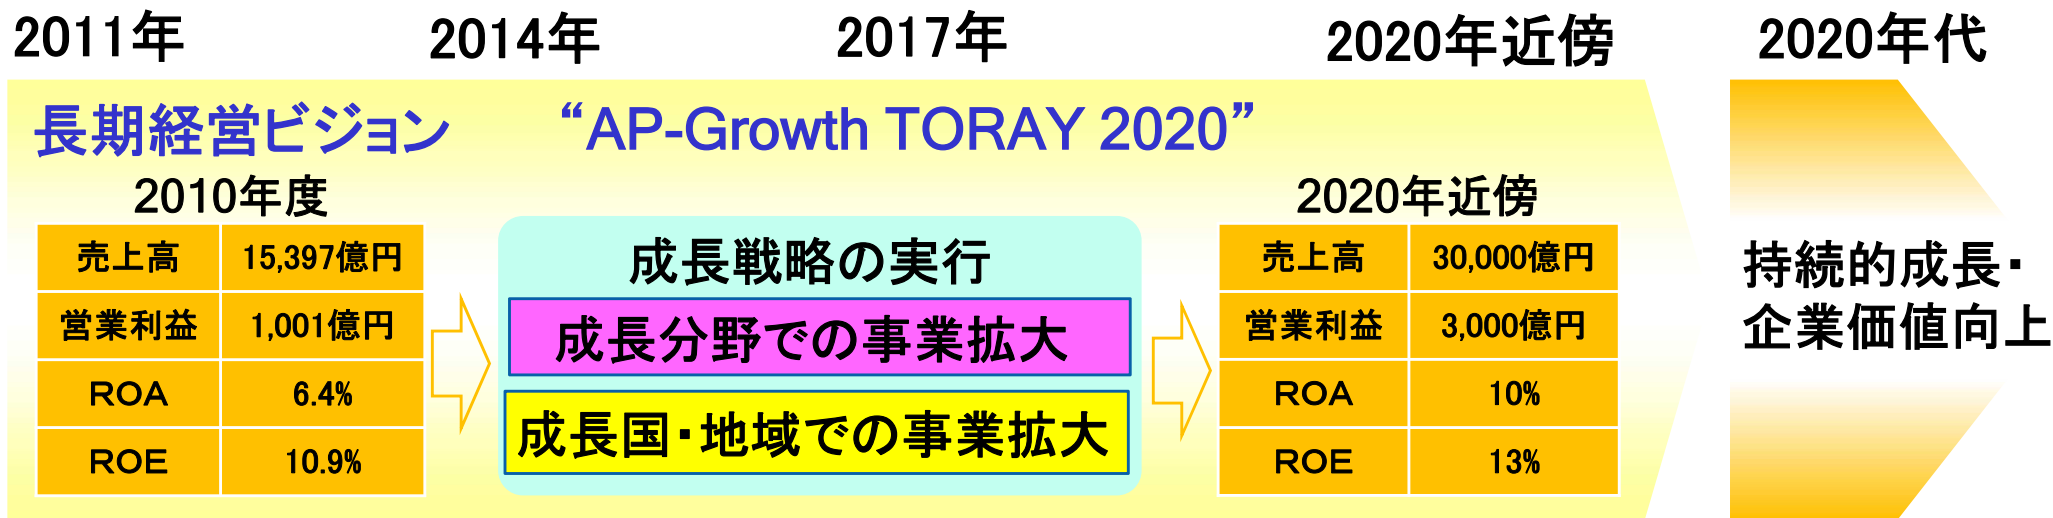 2011年 2014年 2017年 2020年近傍 2020年代
長期経営ビジョン “AP-Growth TORAY 2020”
2010年度
売上高 15,397億円
営業利益 1,001億円
ROA 6.4%
ROE 10.9%
成長戦略の実行
成長分野での事業拡大
成長国・地域での事業拡大
2020年近傍
売上高 30,000億円
営業利益 3,000億円
ROA 10%
ROE 13%
持続的成長・
企業価値向上